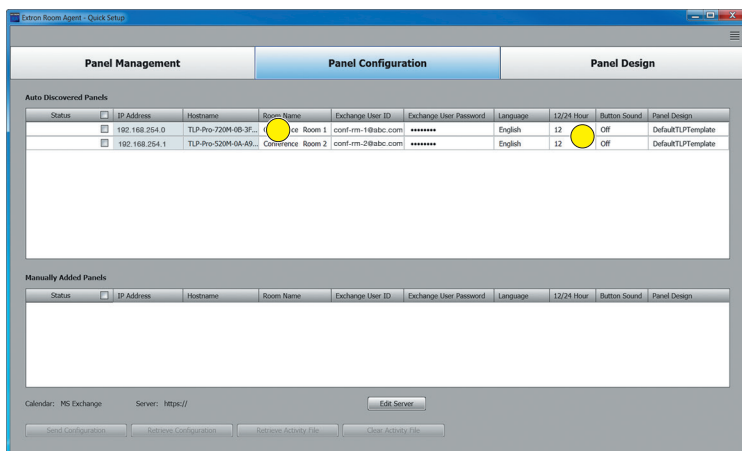 Extron Room Agent - Quick Setup
Panel Management Panel Configuration Panel Design
Auto Discovered Panels
Status IP Address Hostname Room Name Exchange User ID Exchange User Password Language 12/24 Hour Button Sound Panel Design
192.168.254.0 TLP-Pro-720M-0B-3F... Room 1 conf-rm-1@abc.com •••••••• English 12 Off DefaultTLPTemplate
192.168.254.1 TLP-Pro-520M-0A-A9... Conference Room 2 conf-rm-2@abc.com •••••••• English 12 Off DefaultTLPTemplate
Manually Added Panels
Status IP Address Hostname Room Name Exchange User ID Exchange User Password Language 12/24 Hour Button Sound Panel Design
Calendar: MS Exchange Server: https:// Edit Server
Send Configuration Retrieve Configuration Retrieve Activity File Clear Activity File